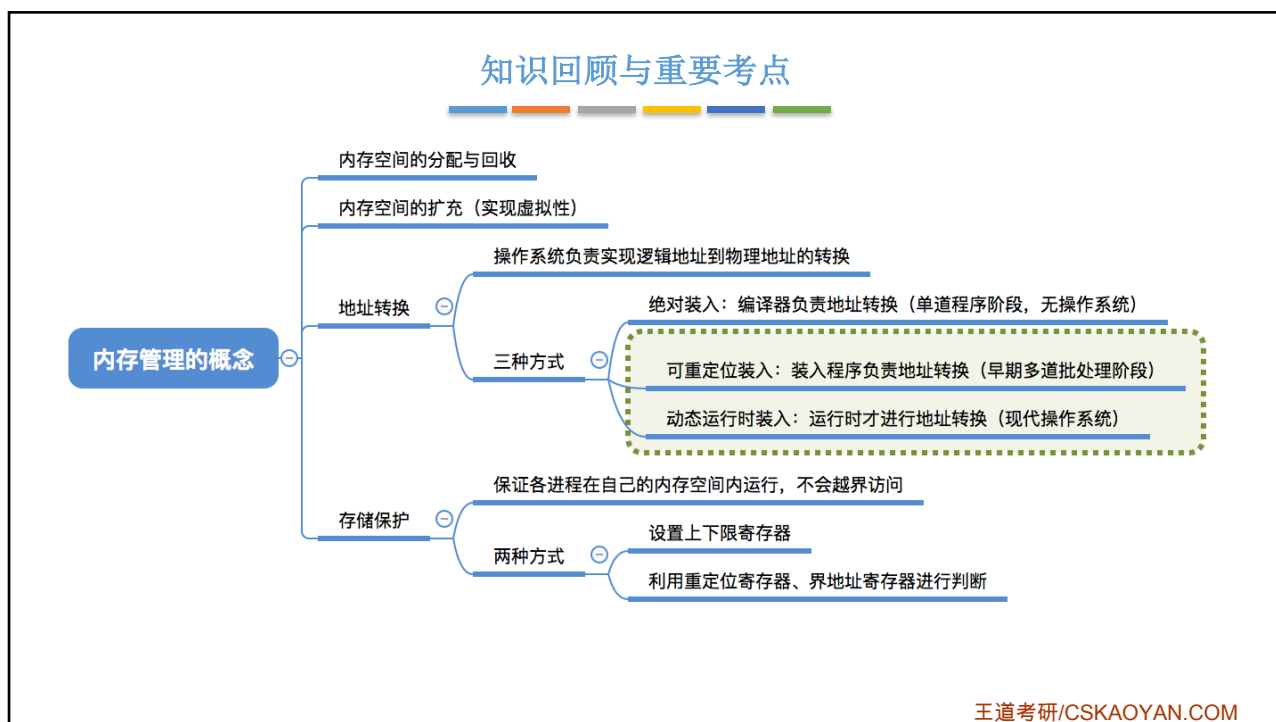 知识回顾与重要考点
内存空间的分配与回收
内存空间的扩充（实现虚拟性）
操作系统负责实现逻辑地址到物理地址的转换
地址转换
绝对装入：编译器负责地址转换（单道程序阶段，无操作系统）
内存管理的概念
三种方式
可重定位装入：装入程序负责地址转换（早期多道批处理阶段）
动态运行时装入：运行时才进行地址转换（现代操作系统）
保证各进程在自己的内存空间内运行，不会越界访问
存储保护
设置上下限寄存器
两种方式
利用重定位寄存器、界地址寄存器进行判断
王道考研/CSKAOYAN.COM